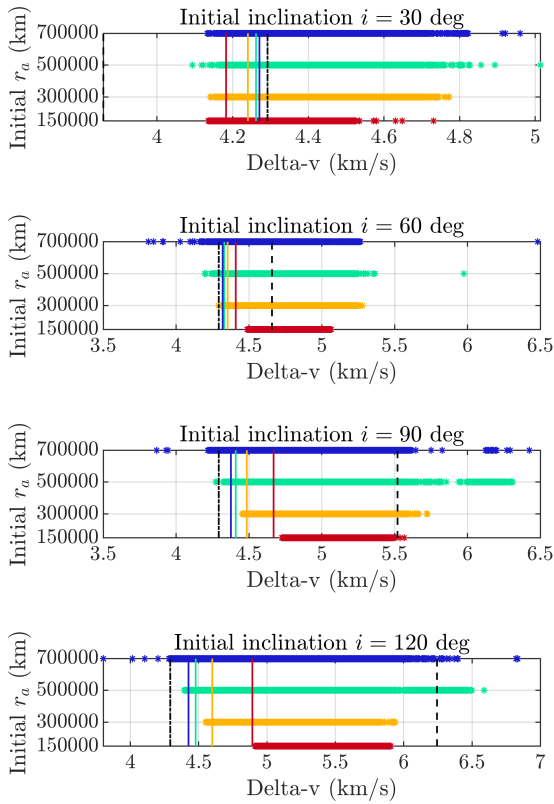 Initial inclination i = 30 deg
Initial r_a (km)
700000
500000
300000
150000
4 4.2 4.4 4.6 4.8 5
Delta-v (km/s)
Initial inclination i = 60 deg
Initial r_a (km)
700000
500000
300000
150000
3.5 4 4.5 5 5.5 6 6.5
Delta-v (km/s)
Initial inclination i = 90 deg
Initial r_a (km)
700000
500000
300000
150000
3.5 4 4.5 5 5.5 6 6.5
Delta-v (km/s)
Initial inclination i = 120 deg
Initial r_a (km)
700000
500000
300000
150000
4 4.5 5 5.5 6 6.5 7
Delta-v (km/s)